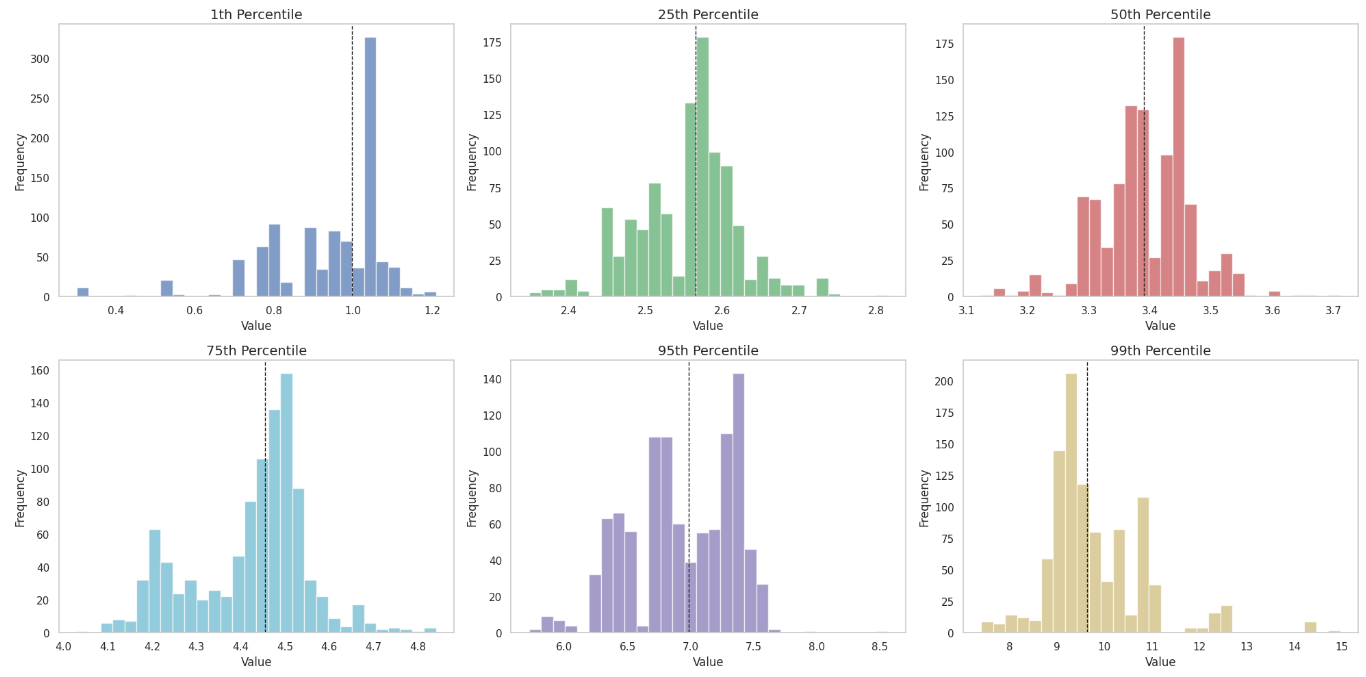 1th Percentile
Frequency
300
250
200
150
100
50
0
0.4 0.6 0.8 1.0 1.2
Value
25th Percentile
Frequency
175
150
125
100
75
50
25
0
2.4 2.5 2.6 2.7 2.8
Value
50th Percentile
Frequency
175
150
125
100
75
50
25
0
3.1 3.2 3.3 3.4 3.5 3.6 3.7
Value
75th Percentile
Frequency
160
140
120
100
80
60
40
20
0
4.0 4.1 4.2 4.3 4.4 4.5 4.6 4.7 4.8
Value
95th Percentile
Frequency
140
120
100
80
60
40
20
0
6.0 6.5 7.0 7.5 8.0 8.5
Value
99th Percentile
Frequency
200
175
150
125
100
75
50
25
0
8 9 10 11 12 13 14 15
Value